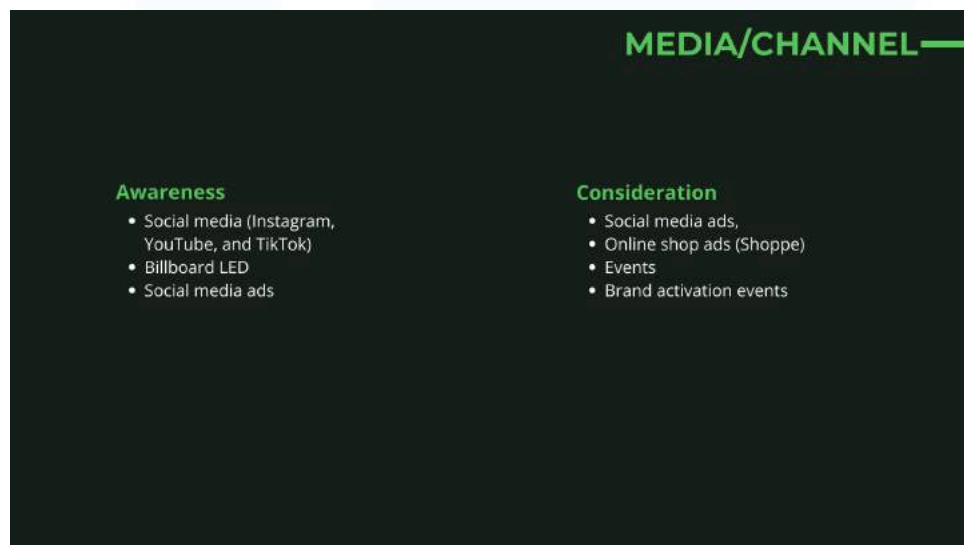 MEDIA/CHANNEL
Awareness
• Social media (Instagram,
YouTube, and TikTok)
• Billboard LED
• Social media ads
Consideration
• Social media ads,
• Online shop ads (Shoppe)
• Events
• Brand activation events